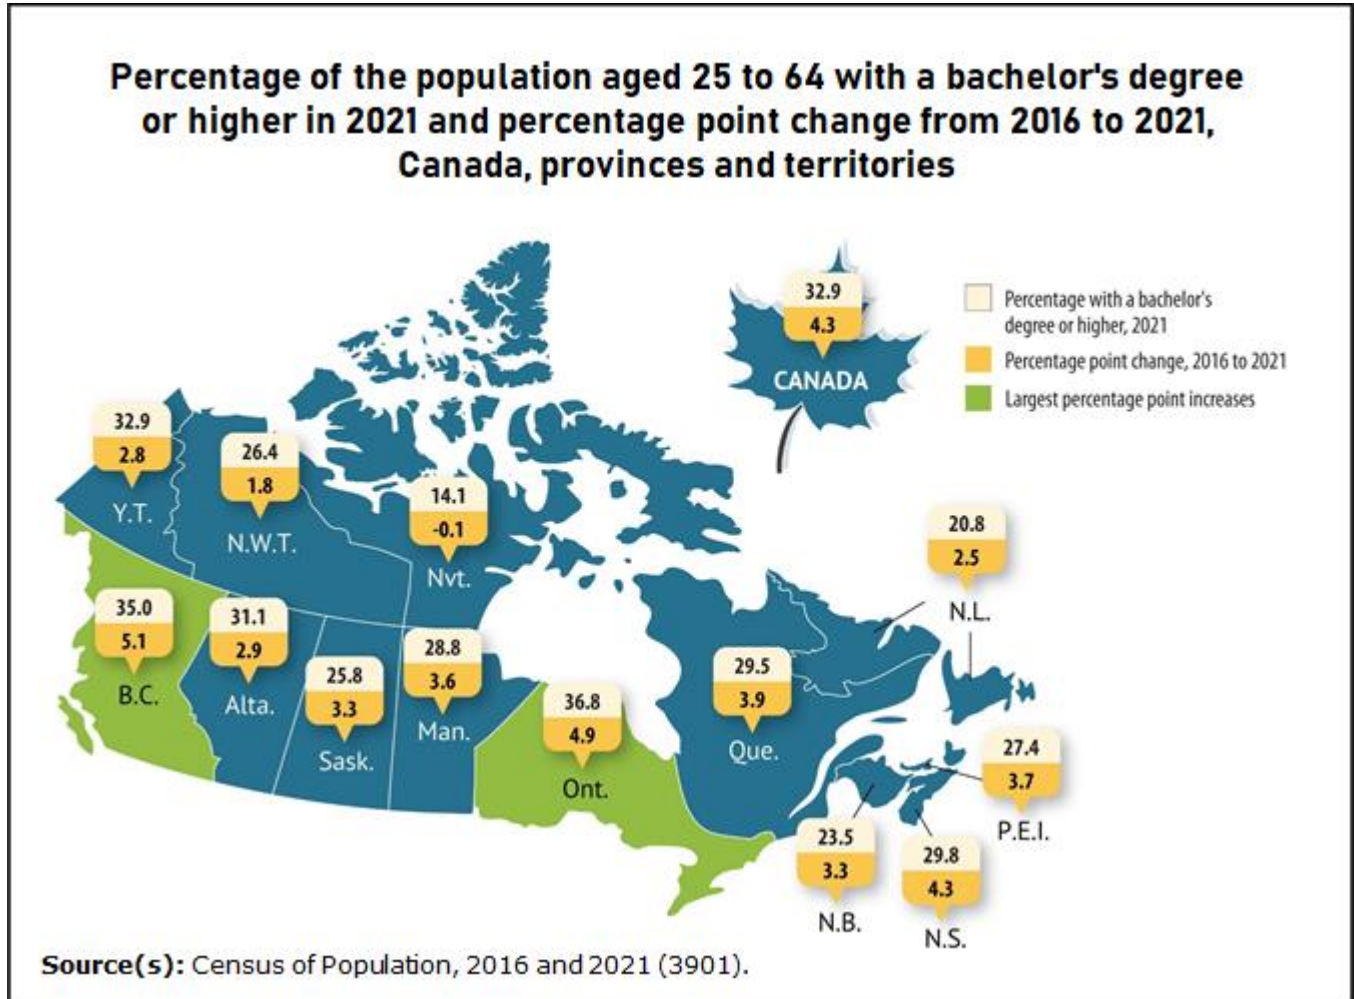 Percentage of the population aged 25 to 64 with a bachelor's degree
or higher in 2021 and percentage point change from 2016 to 2021,
Canada, provinces and territories
32.9
4.3
CANADA
Percentage with a bachelor's
degree or higher, 2021
Percentage point change, 2016 to 2021
Largest percentage point increases
32.9
2.8
Y.T.
26.4
1.8
N.W.T.
14.1
-0.1
Nvt.
20.8
2.5
N.L.
35.0
5.1
B.C.
31.1
2.9
Alta.
25.8
3.3
Sask.
28.8
3.6
Man.
36.8
4.9
Ont.
29.5
3.9
Que.
27.4
3.7
P.E.I.
23.5
3.3
N.B.
29.8
4.3
N.S.
Source(s): Census of Population, 2016 and 2021 (3901).